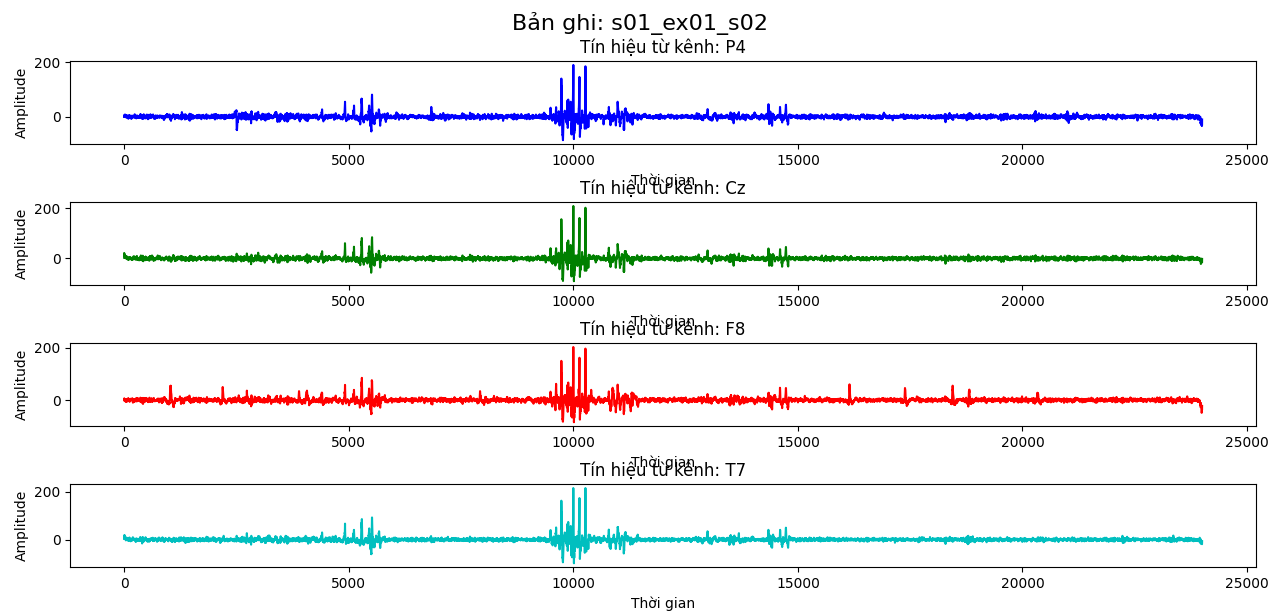 Bản ghi: s01_ex01_s02
Tín hiệu từ kênh: P4
Amplitude
200
0
0 5000 10000 15000 20000 25000
Thời gian
Tín hiệu từ kênh: Cz
Amplitude
200
0
0 5000 10000 15000 20000 25000
Thời gian
Tín hiệu từ kênh: F8
Amplitude
200
0
0 5000 10000 15000 20000 25000
Thời gian
Tín hiệu từ kênh: T7
Amplitude
200
0
0 5000 10000 15000 20000 25000
Thời gian